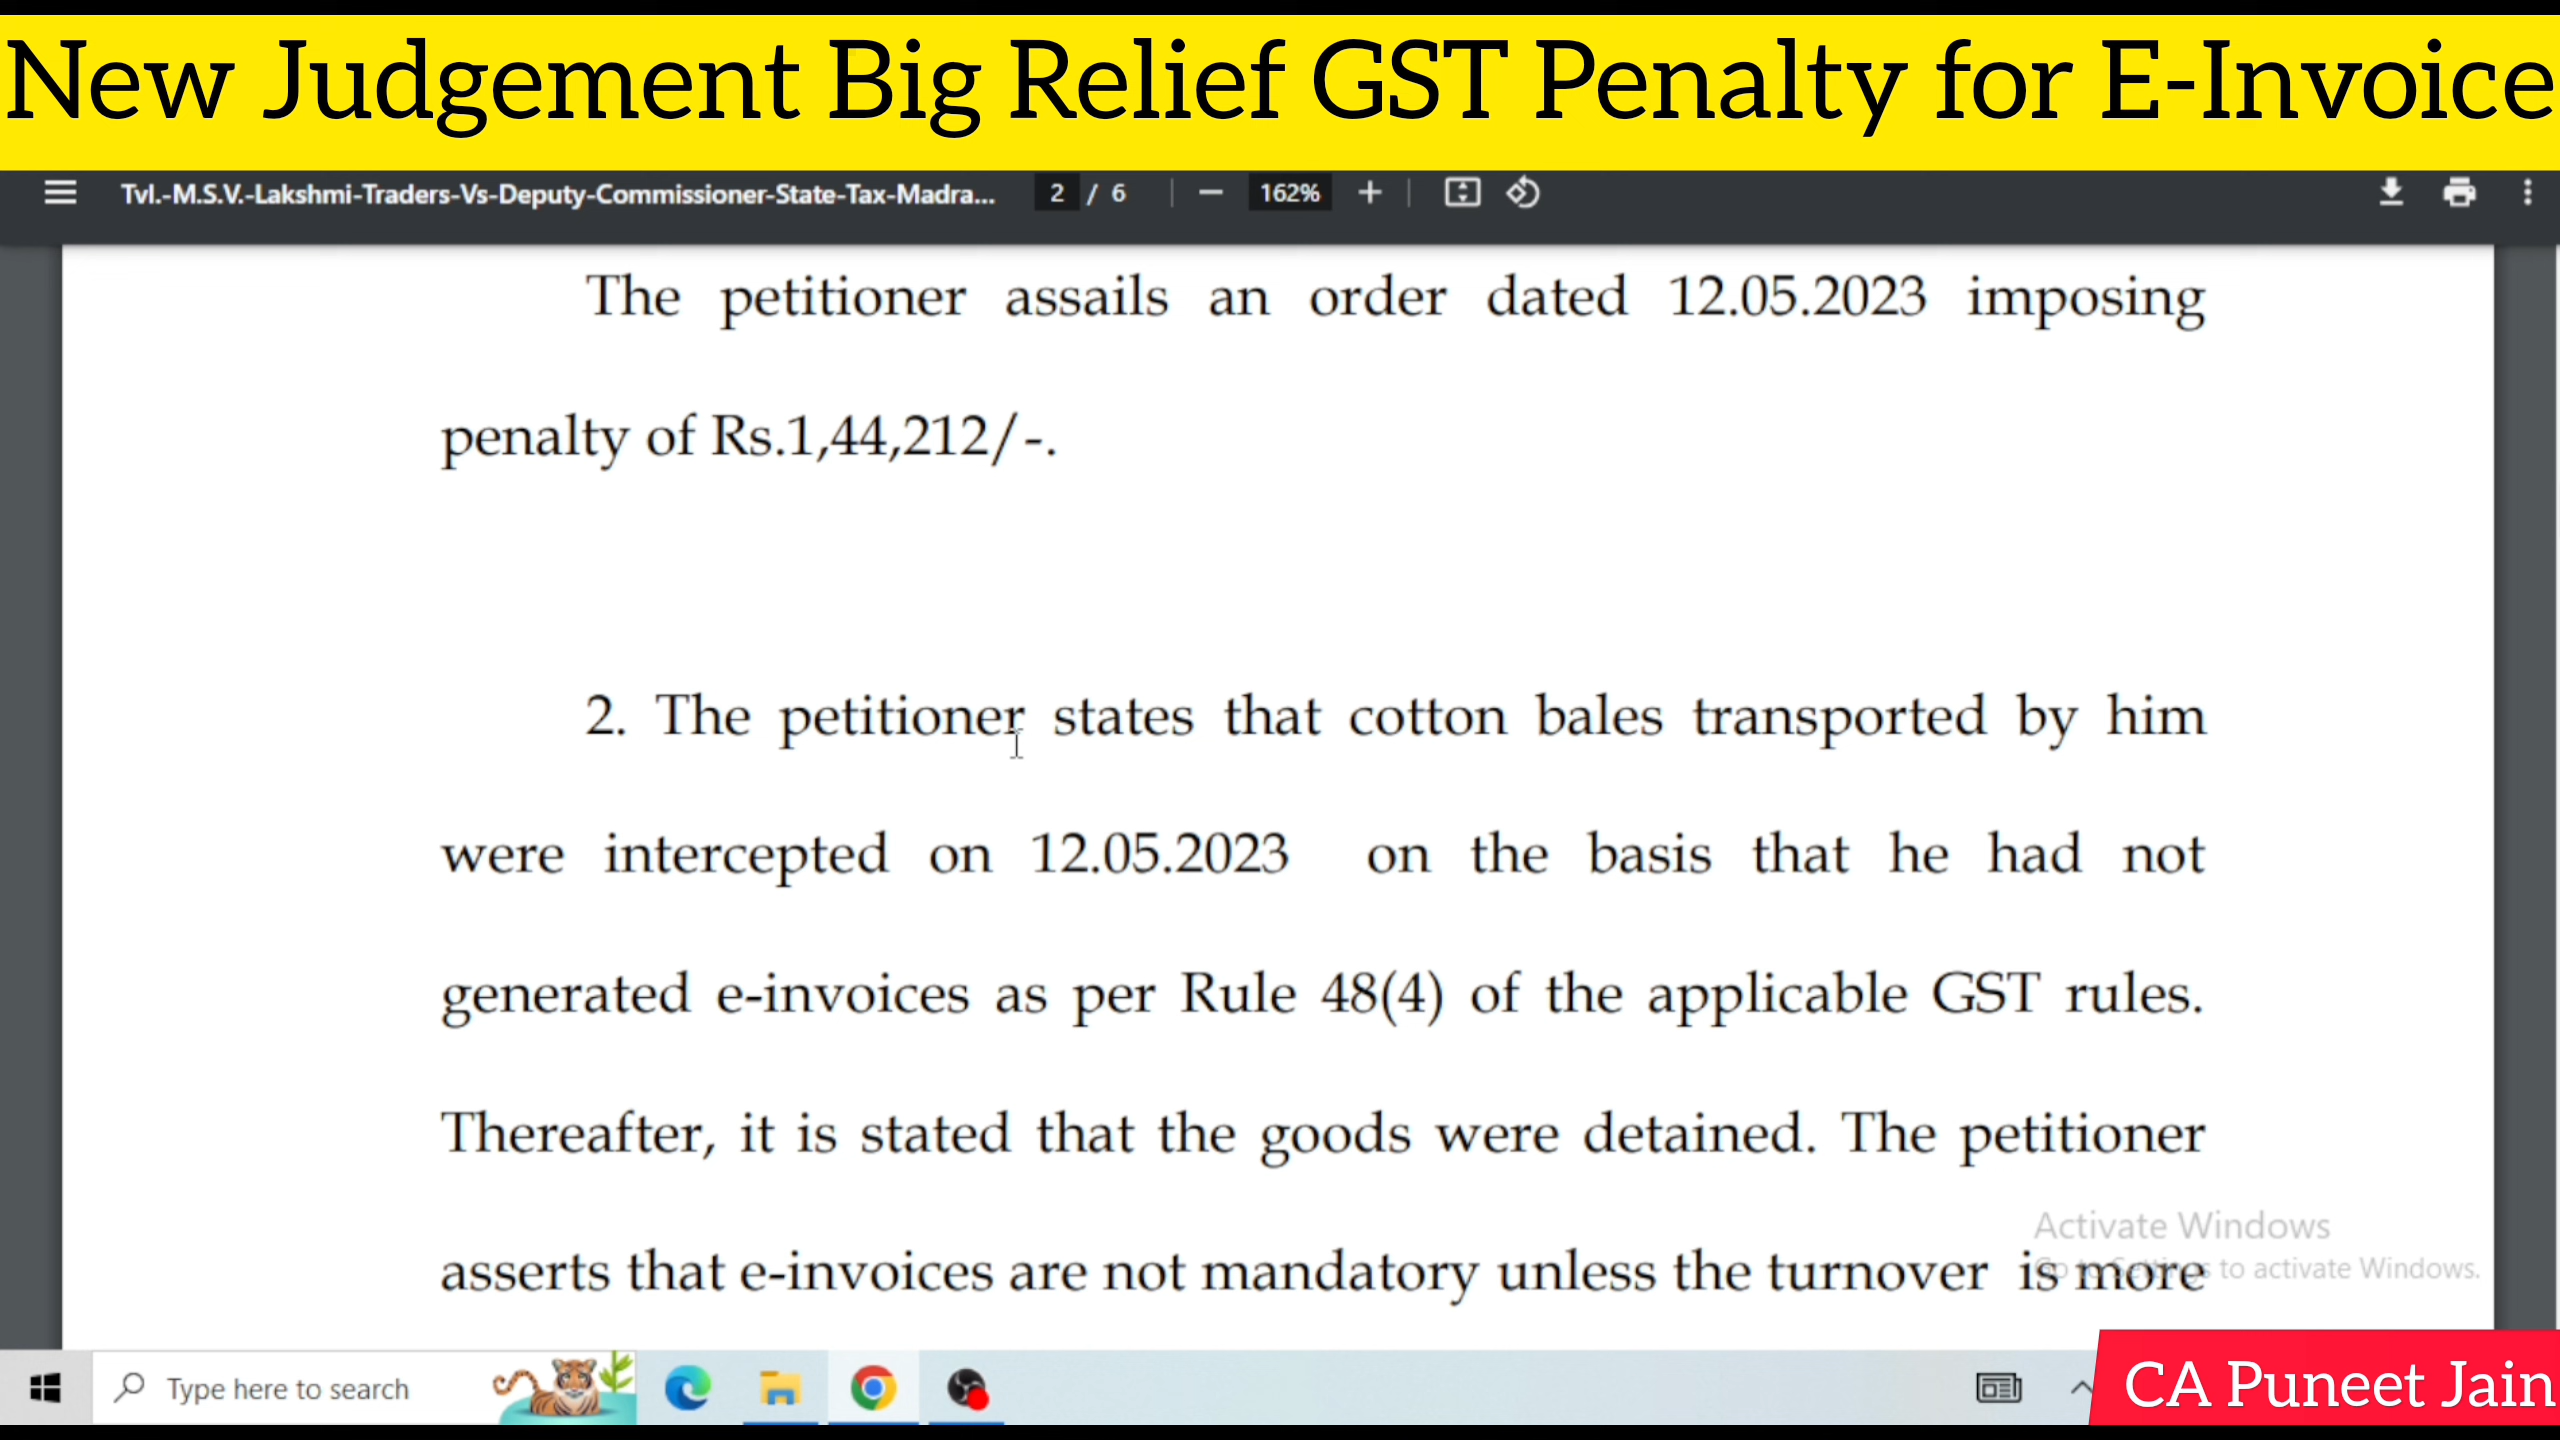 New Judgement Big Relief GST Penalty for E-Invoice
Tvl.-M.S.V.-Lakshmi-Traders-Vs-Deputy-Commissioner-State-Tax-Madra... 2 / 6 162%
The petitioner assails an order dated 12.05.2023 imposing
penalty of Rs.1,44,212/-.
2. The petitioner states that cotton bales transported by him
were intercepted on 12.05.2023 on the basis that he had not
generated e-invoices as per Rule 48(4) of the applicable GST rules.
Thereafter, it is stated that the goods were detained. The petitioner
asserts that e-invoices are not mandatory unless the turnover is more
Activate Windows
Go to Settings to activate Windows.
Type here to search
CA Puneet Jain